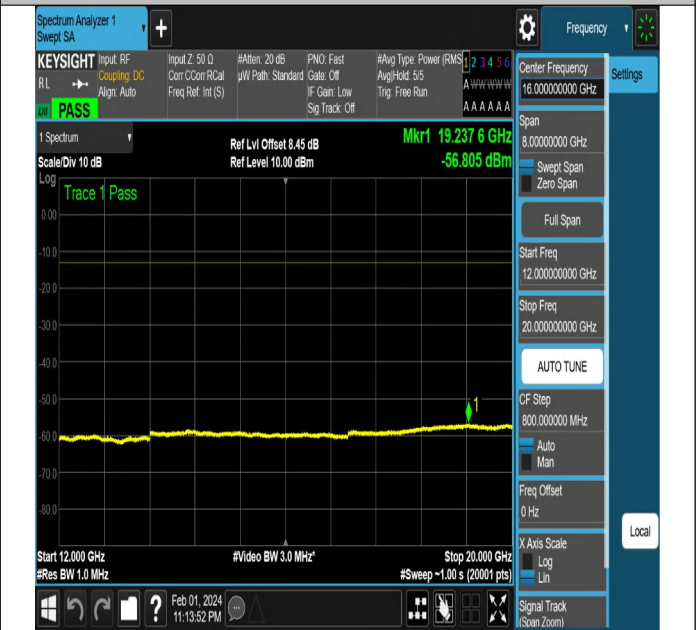 Spectrum Analyzer 1
Swept SA
Frequency
KEYSIGHT
RL
PASS
Input: RF
Coupling: DC
Align: Auto
Input Z: 50 Ω
Corr CCorr RCal
Freq Ref: Int (S)
#Atten: 20 dB
µW Path: Standard
PNO: Fast
Gate: Off
IF Gain: Low
Sig Track: Off
#Avg Type: Power (RMS
Avg|Hold: 5/5
Trig: Free Run
1 2 3 4 5 6
A W W W W W
A A A A A A
1 Spectrum
Scale/Div 10 dB
Log
Ref Lvl Offset 8.45 dB
Ref Level 10.00 dBm
Mkr1 19.237 6 GHz
-56.805 dBm
Trace 1 Pass
0.00
-10.0
-20.0
-30.0
-40.0
-50.0
-60.0
-70.0
-80.0
1
Start 12.000 GHz
#Res BW 1.0 MHz
#Video BW 3.0 MHz*
Stop 20.000 GHz
#Sweep ~1.00 s (20001 pts)
Feb 01, 2024
11:13:52 PM
Center Frequency
16.000000000 GHz
Settings
Span
8.00000000 GHz
Swept Span
Zero Span
Full Span
Start Freq
12.000000000 GHz
Stop Freq
20.000000000 GHz
AUTO TUNE
CF Step
800.000000 MHz
Auto
Man
Freq Offset
0 Hz
X Axis Scale
Log
Lin
Signal Track
(Span Zoom)
Local